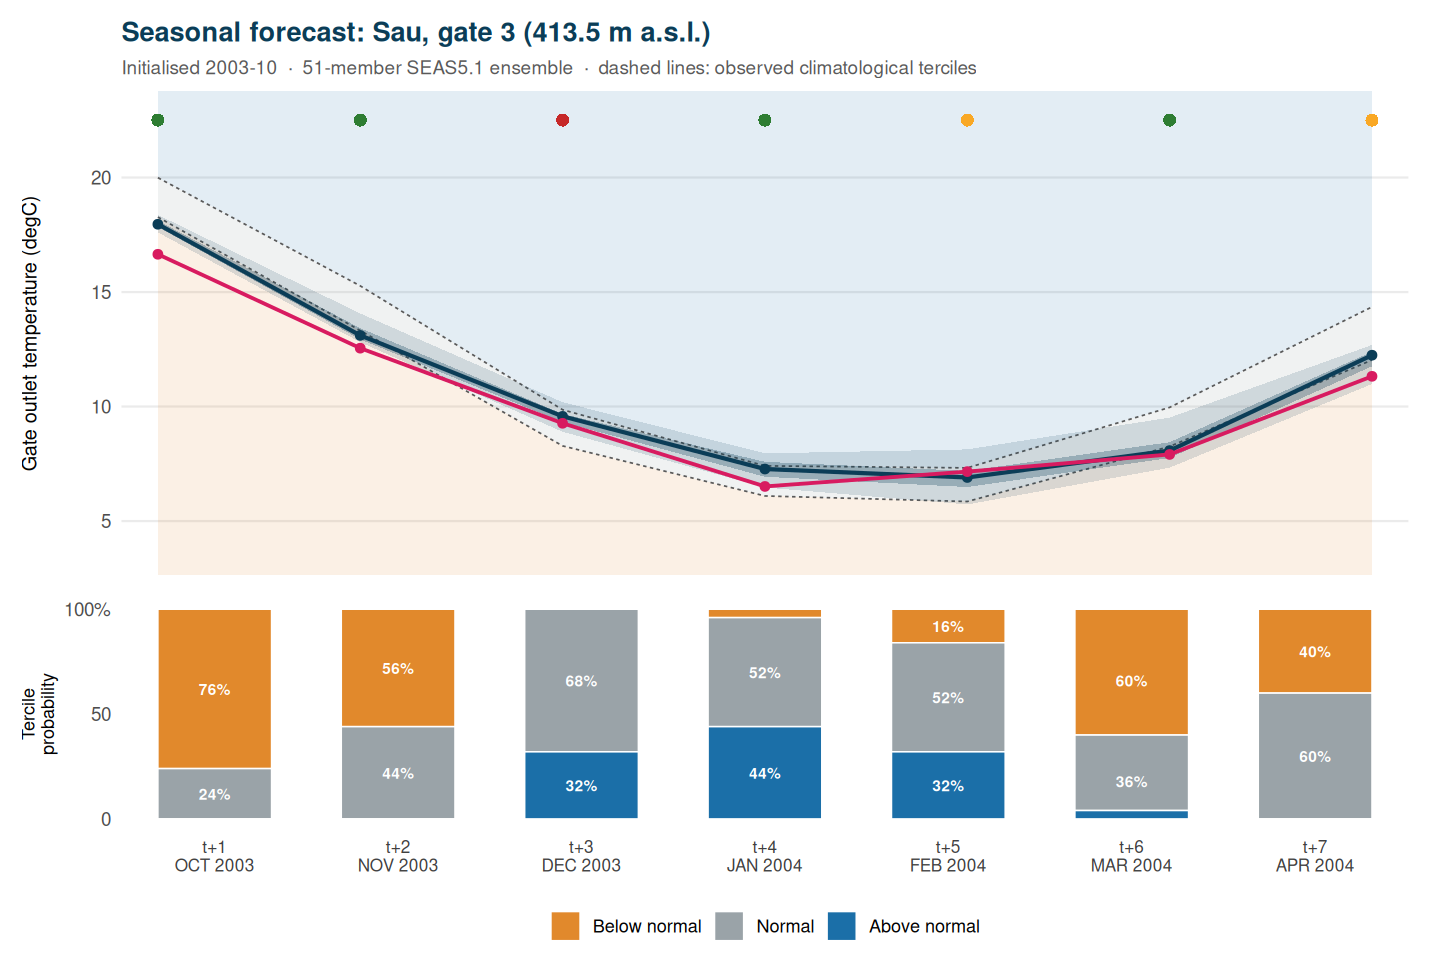 Seasonal forecast: Sau, gate 3 (413.5 m a.s.l.)
Initialised 2003-10 · 51-member SEAS5.1 ensemble · dashed lines: observed climatological terciles
Gate outlet temperature (degC)
20
15
10
5
Tercile
probability
100%
50
0
76%
24%
56%
44%
68%
32%
52%
44%
16%
52%
32%
60%
36%
40%
60%
t+1
OCT 2003
t+2
NOV 2003
t+3
DEC 2003
t+4
JAN 2004
t+5
FEB 2004
t+6
MAR 2004
t+7
APR 2004
Below normal
Normal
Above normal